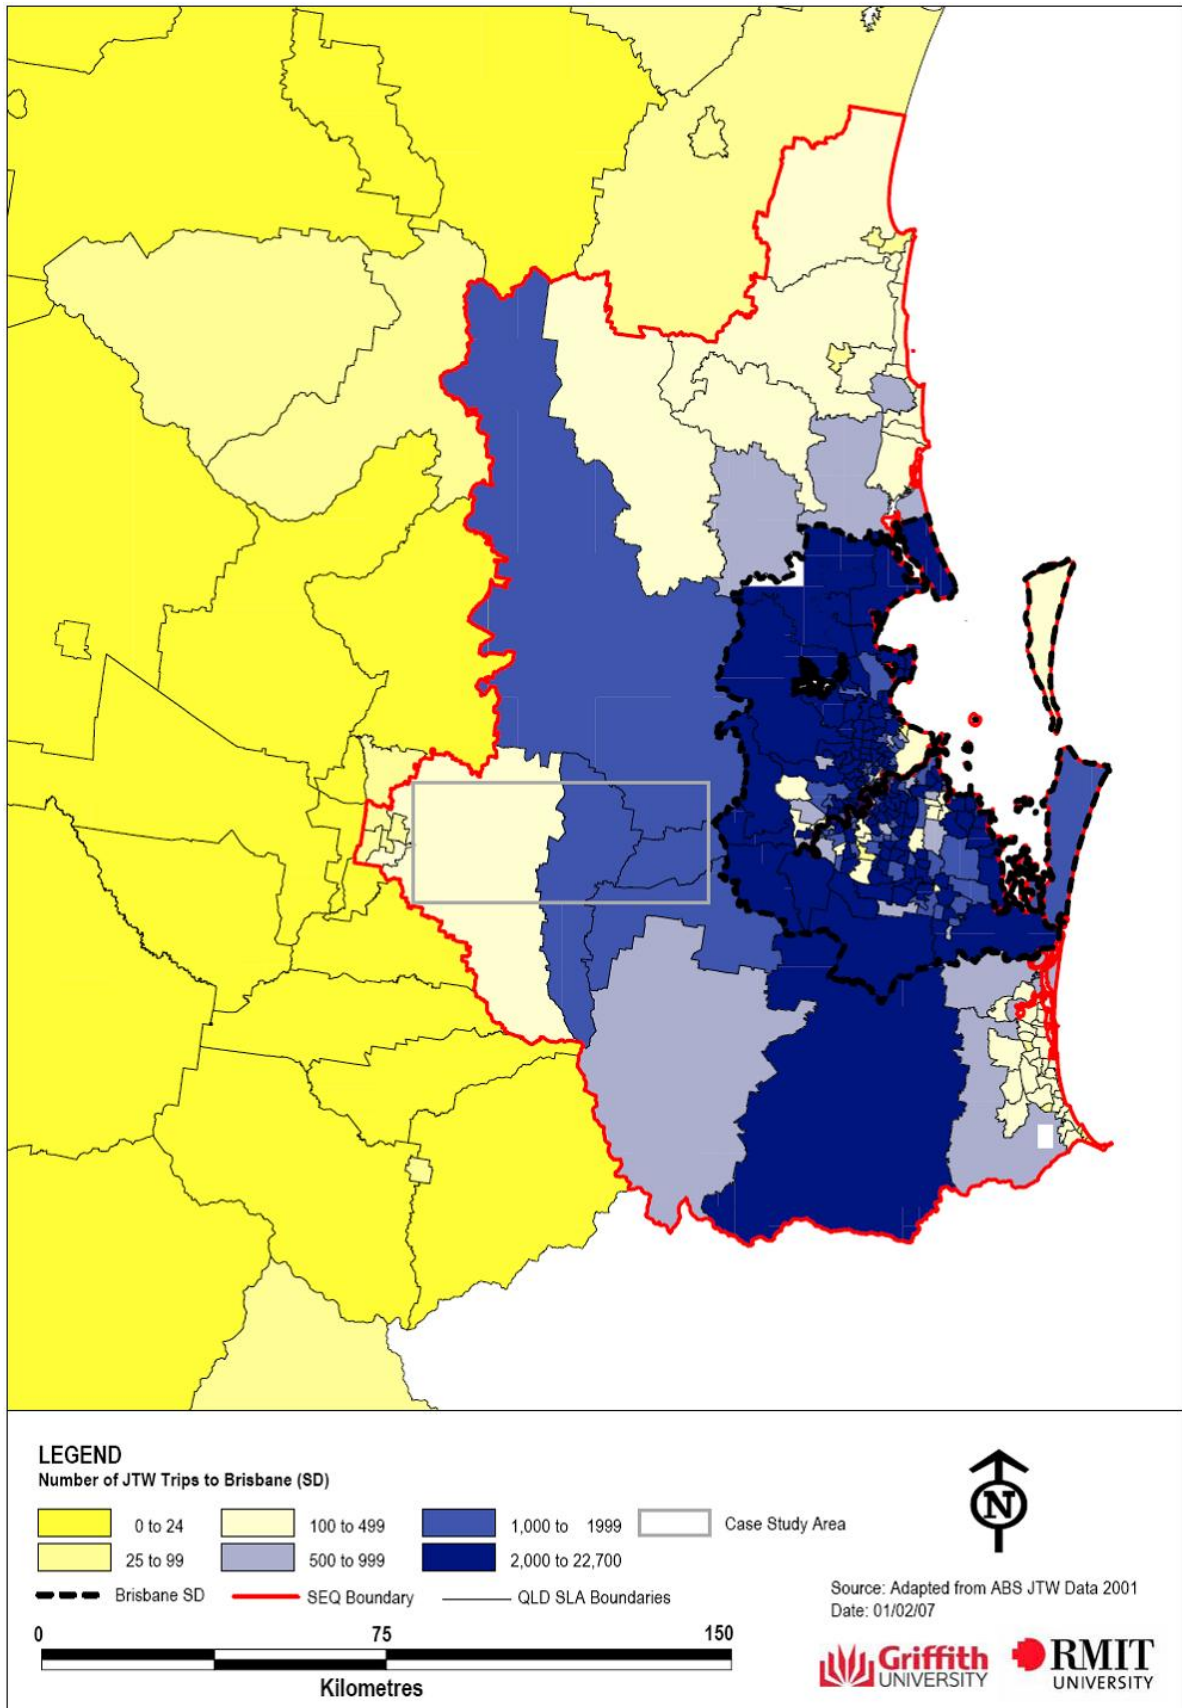 N
LEGEND
Number of JTW Trips to Brisbane (SD)
0 to 24
100 to 499
1,000 to 1999
Case Study Area
25 to 99
500 to 999
2,000 to 22,700
Brisbane SD
SEQ Boundary
QLD SLA Boundaries
Source: Adapted from ABS JTW Data 2001
Date: 01/02/07
0 75 150
Kilometres
Griffith
UNIVERSITY
RMIT
UNIVERSITY